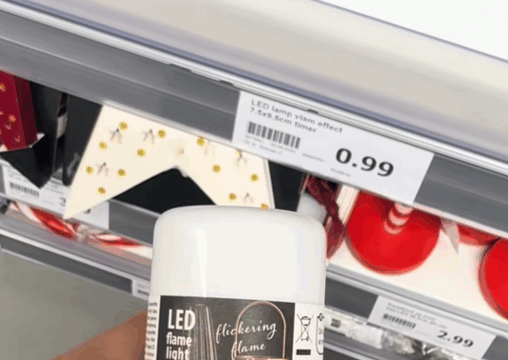 LED lamp vlam effect
7.5x9.5cm timer
0.99
2.99
LED
flame
light
flickering
flame